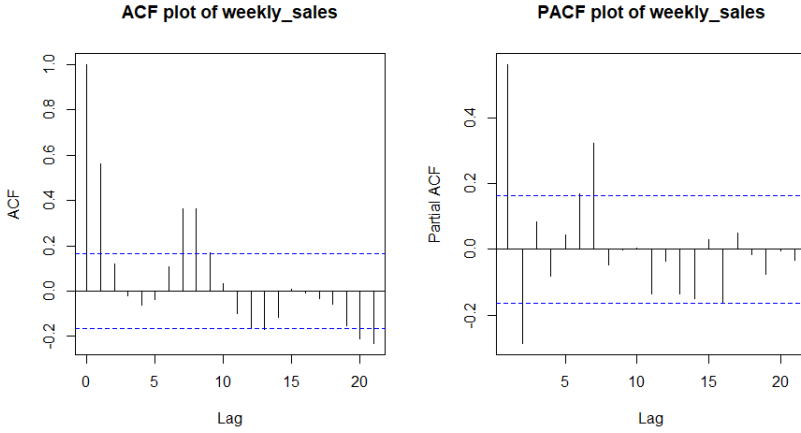 ACF plot of weekly_sales
ACF
1.0
0.8
0.6
0.4
0.2
0.0
-0.2
0 5 10 15 20
Lag
PACF plot of weekly_sales
Partial ACF
0.4
0.2
0.0
-0.2
5 10 15 20
Lag